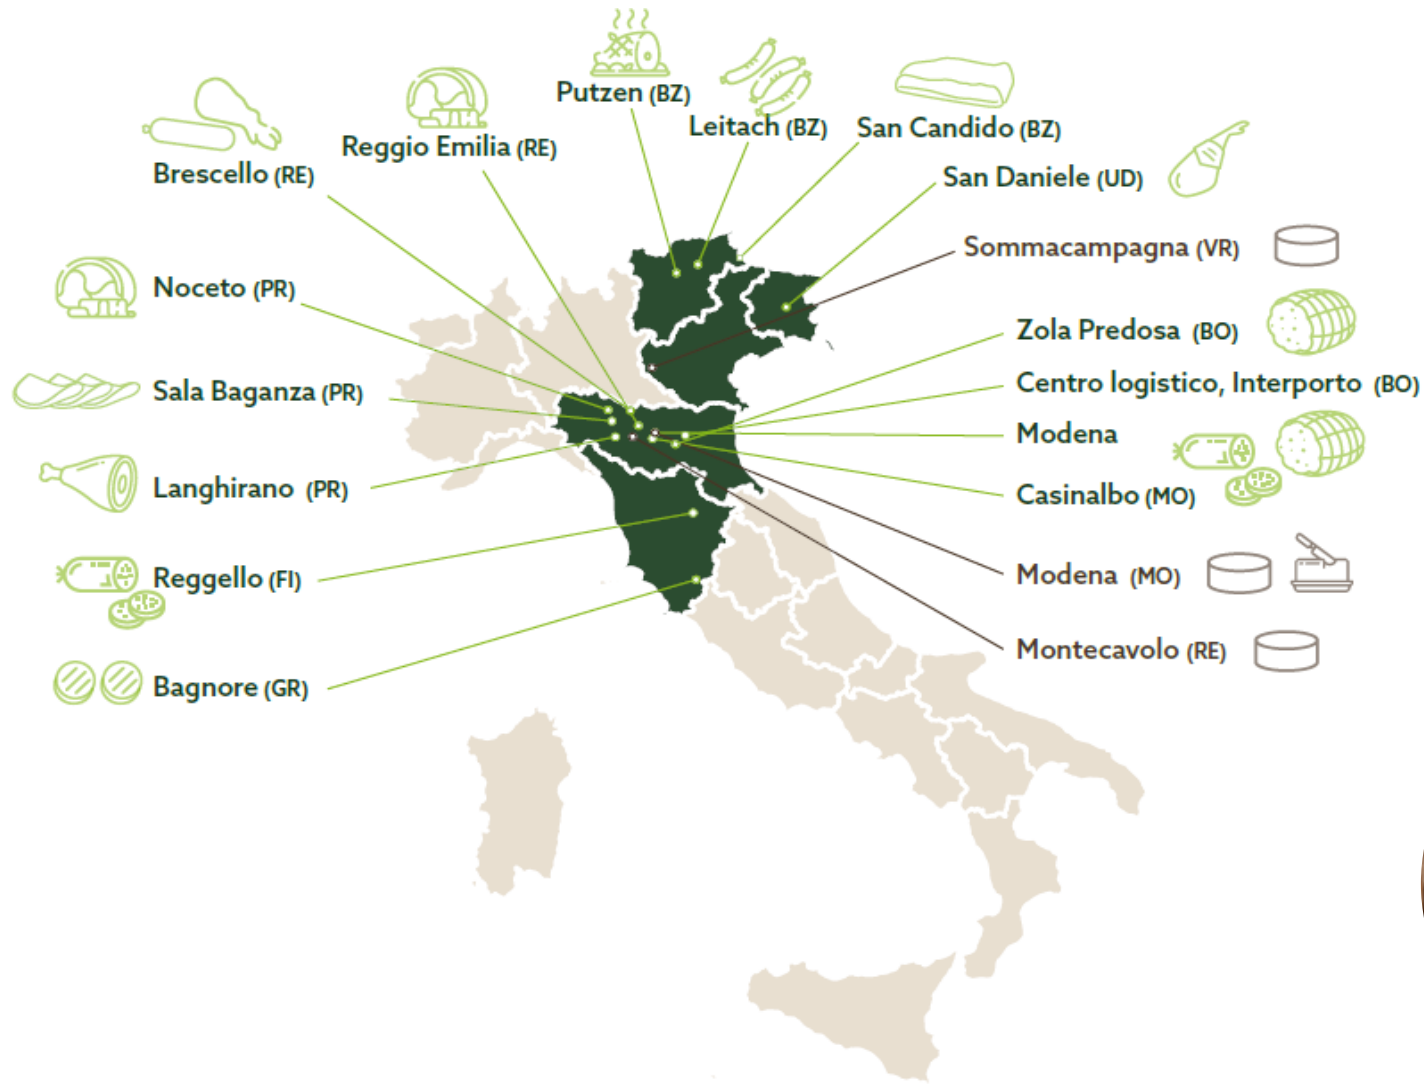 Putzen (BZ)
Leitach (BZ)
San Candido (BZ)
Reggio Emilia (RE)
Brescello (RE)
San Daniele (UD)
Sommacampagna (VR)
Noceto (PR)
Zola Predosa (BO)
Sala Baganza (PR)
Centro logistico, Interporto (BO)
Modena
Langhirano (PR)
Casinalbo (MO)
Reggello (FI)
Modena (MO)
Montecavolo (RE)
Bagnore (GR)